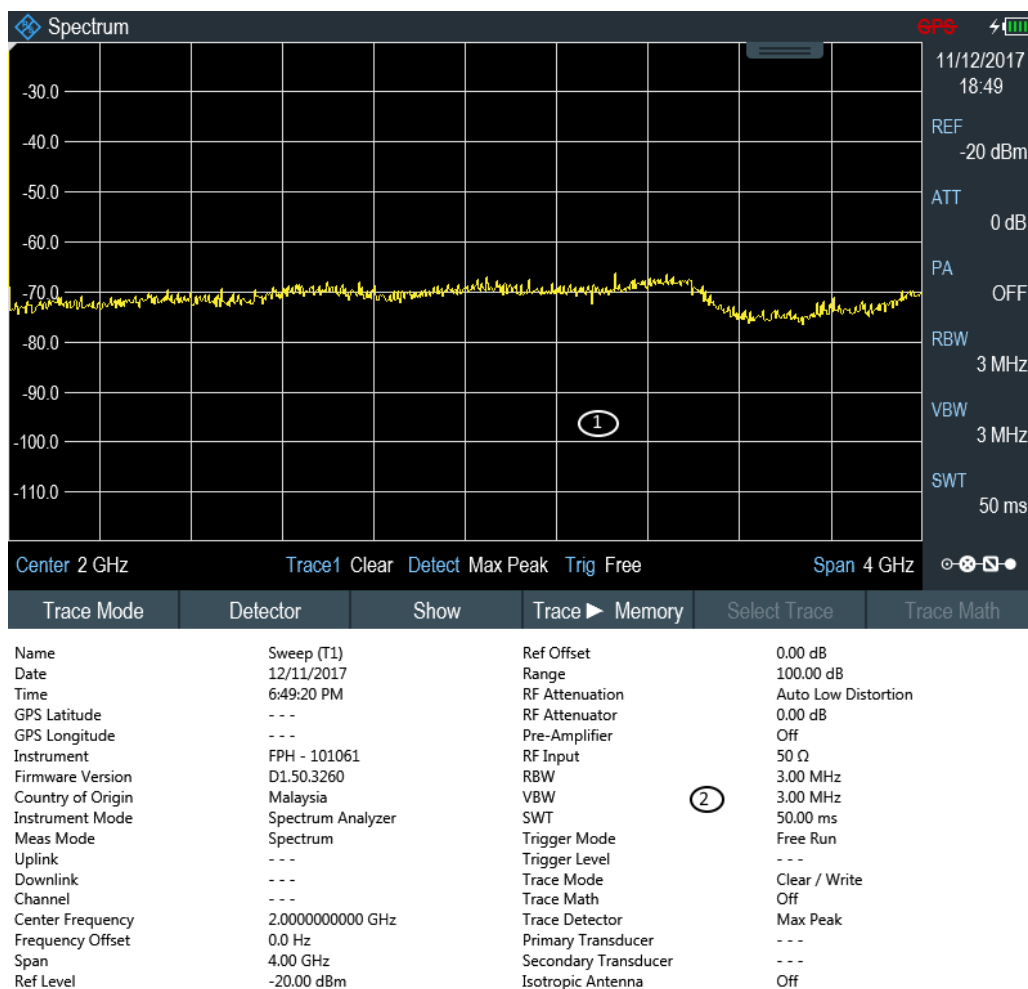 Spectrum
GPS
11/12/2017
18:49
-30.0
-40.0
-50.0
-60.0
-70.0
-80.0
-90.0
-100.0
-110.0
1
REF
-20 dBm
ATT
0 dB
PA
OFF
RBW
3 MHz
VBW
3 MHz
SWT
50 ms
Center 2 GHz Trace1 Clear Detect Max Peak Trig Free Span 4 GHz
Trace Mode Detector Show Trace ► Memory Select Trace Trace Math
Name Sweep (T1) Ref Offset 0.00 dB
Date 12/11/2017 Range 100.00 dB
Time 6:49:20 PM RF Attenuation Auto Low Distortion
GPS Latitude - - - RF Attenuator 0.00 dB
GPS Longitude - - - Pre-Amplifier Off
Instrument FPH - 101061 RF Input 50 Ω
Firmware Version D1.50.3260 RBW 3.00 MHz
Country of Origin Malaysia VBW 2 3.00 MHz
Instrument Mode Spectrum Analyzer SWT 50.00 ms
Meas Mode Spectrum Trigger Mode Free Run
Uplink - - - Trigger Level - - -
Downlink - - - Trace Mode Clear / Write
Channel - - - Trace Math Off
Center Frequency 2.0000000000 GHz Trace Detector Max Peak
Frequency Offset 0.0 Hz Primary Transducer - - -
Span 4.00 GHz Secondary Transducer - - -
Ref Level -20.00 dBm Isotropic Antenna Off